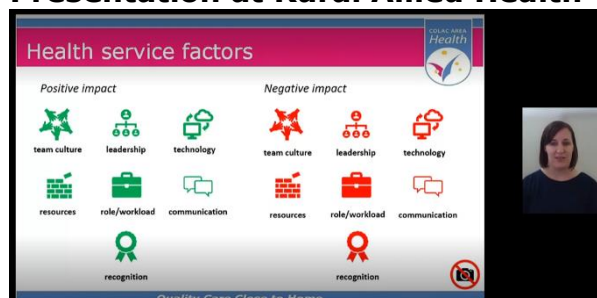 Presentation at Rural Allied Health
COLAC AREA
Health
Health service factors
Positive impact
Negative impact
team culture
leadership
technology
team culture
leadership
technology
resources
role/workload
communication
resources
role/workload
communication
recognition
recognition
Quality Care Close to Home